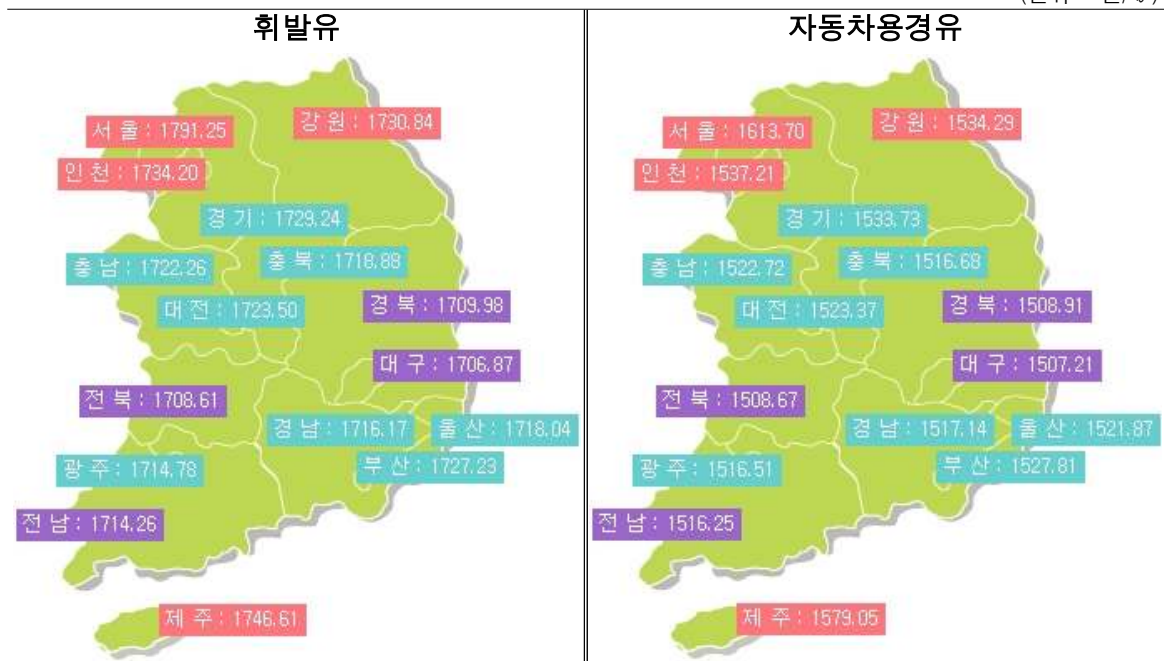 휘발유
서 울 : 1791.25
강 원 : 1730.84
인 천 : 1734.20
경 기 : 1729.24
충 남 : 1722.26
충 북 : 1718.88
대 전 : 1723.50
경 북 : 1709.98
대 구 : 1706.87
전 북 : 1708.61
경 남 : 1716.17
울 산 : 1718.04
광 주 : 1714.78
부 산 : 1727.23
전 남 : 1714.26
제 주 : 1746.61
자동차용경유
서 울 : 1613.70
강 원 : 1534.29
인 천 : 1537.21
경 기 : 1533.73
충 남 : 1522.72
충 북 : 1516.68
대 전 : 1523.37
경 북 : 1508.91
대 구 : 1507.21
전 북 : 1508.67
경 남 : 1517.14
울 산 : 1521.87
광 주 : 1516.51
부 산 : 1527.81
전 남 : 1516.25
제 주 : 1579.05